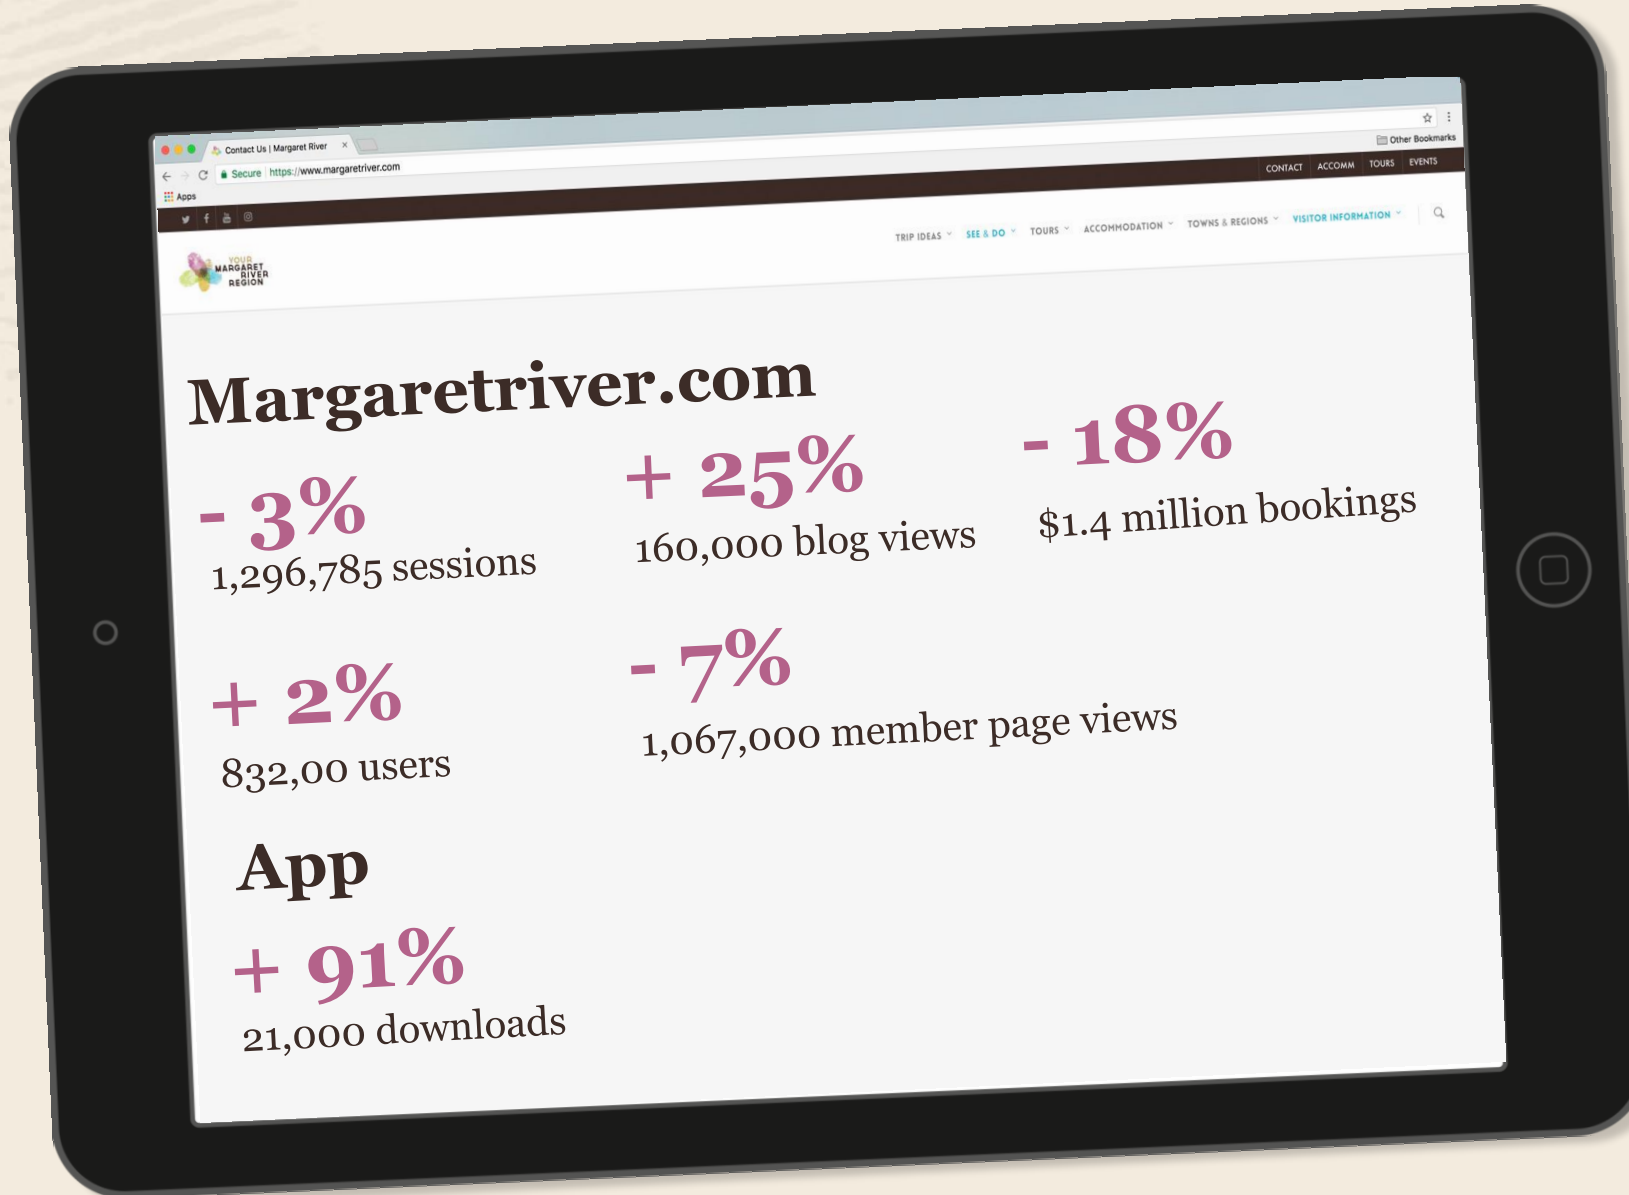 Contact Us | Margaret River
Secure https://www.margaretriver.com
Other Bookmarks
Apps
CONTACT ACCOMM TOURS EVENTS
YOUR
MARGARET
RIVER
REGION
TRIP IDEAS SEE & DO TOURS ACCOMMODATION TOWNS & REGIONS VISITOR INFORMATION
Margaretriver.com
- 3%
1,296,785 sessions
+ 25%
160,000 blog views
- 18%
$1.4 million bookings
+ 2%
832,00 users
- 7%
1,067,000 member page views
App
+ 91%
21,000 downloads